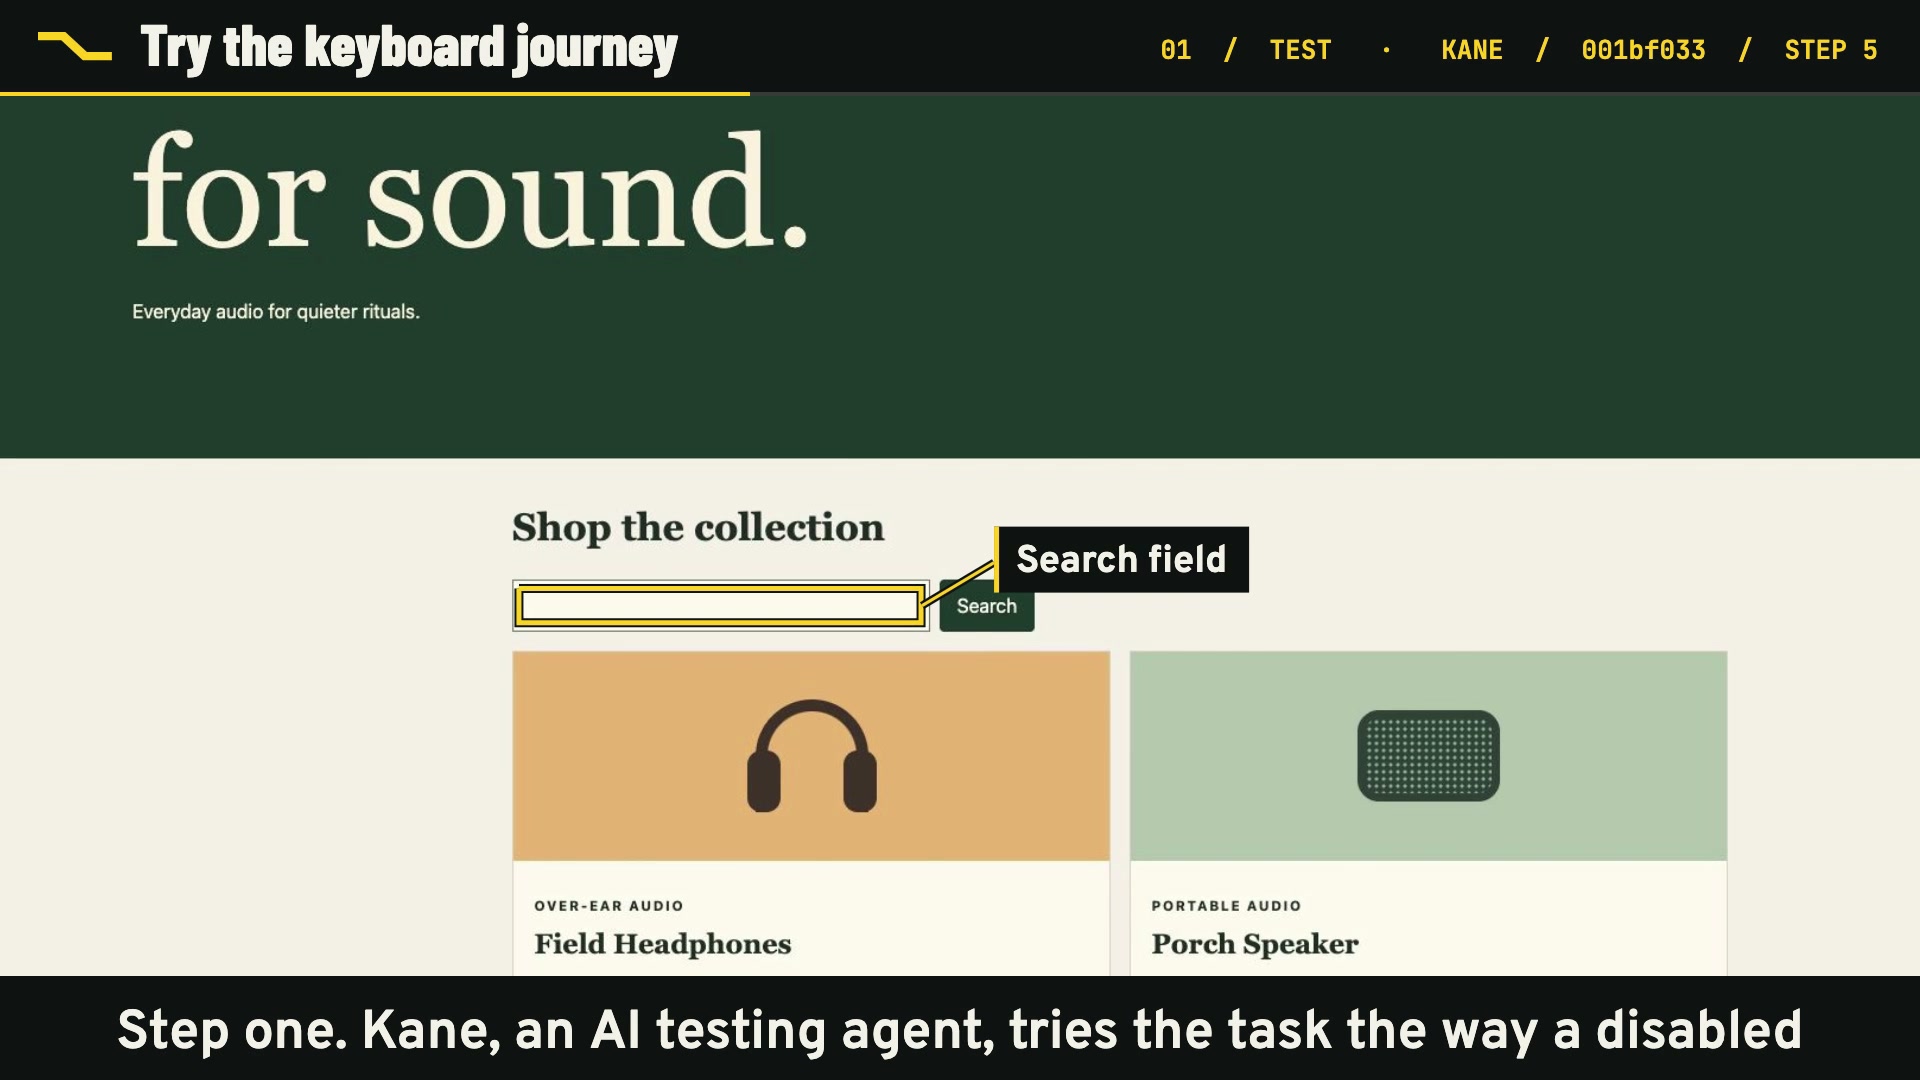 Try the keyboard journey
01 / TEST · KANE / 001bf033 / STEP 5
for sound.
Everyday audio for quieter rituals.
Shop the collection
Search field
Search
OVER-EAR AUDIO
Field Headphones
PORTABLE AUDIO
Porch Speaker
Step one. Kane, an AI testing agent, tries the task the way a disabled